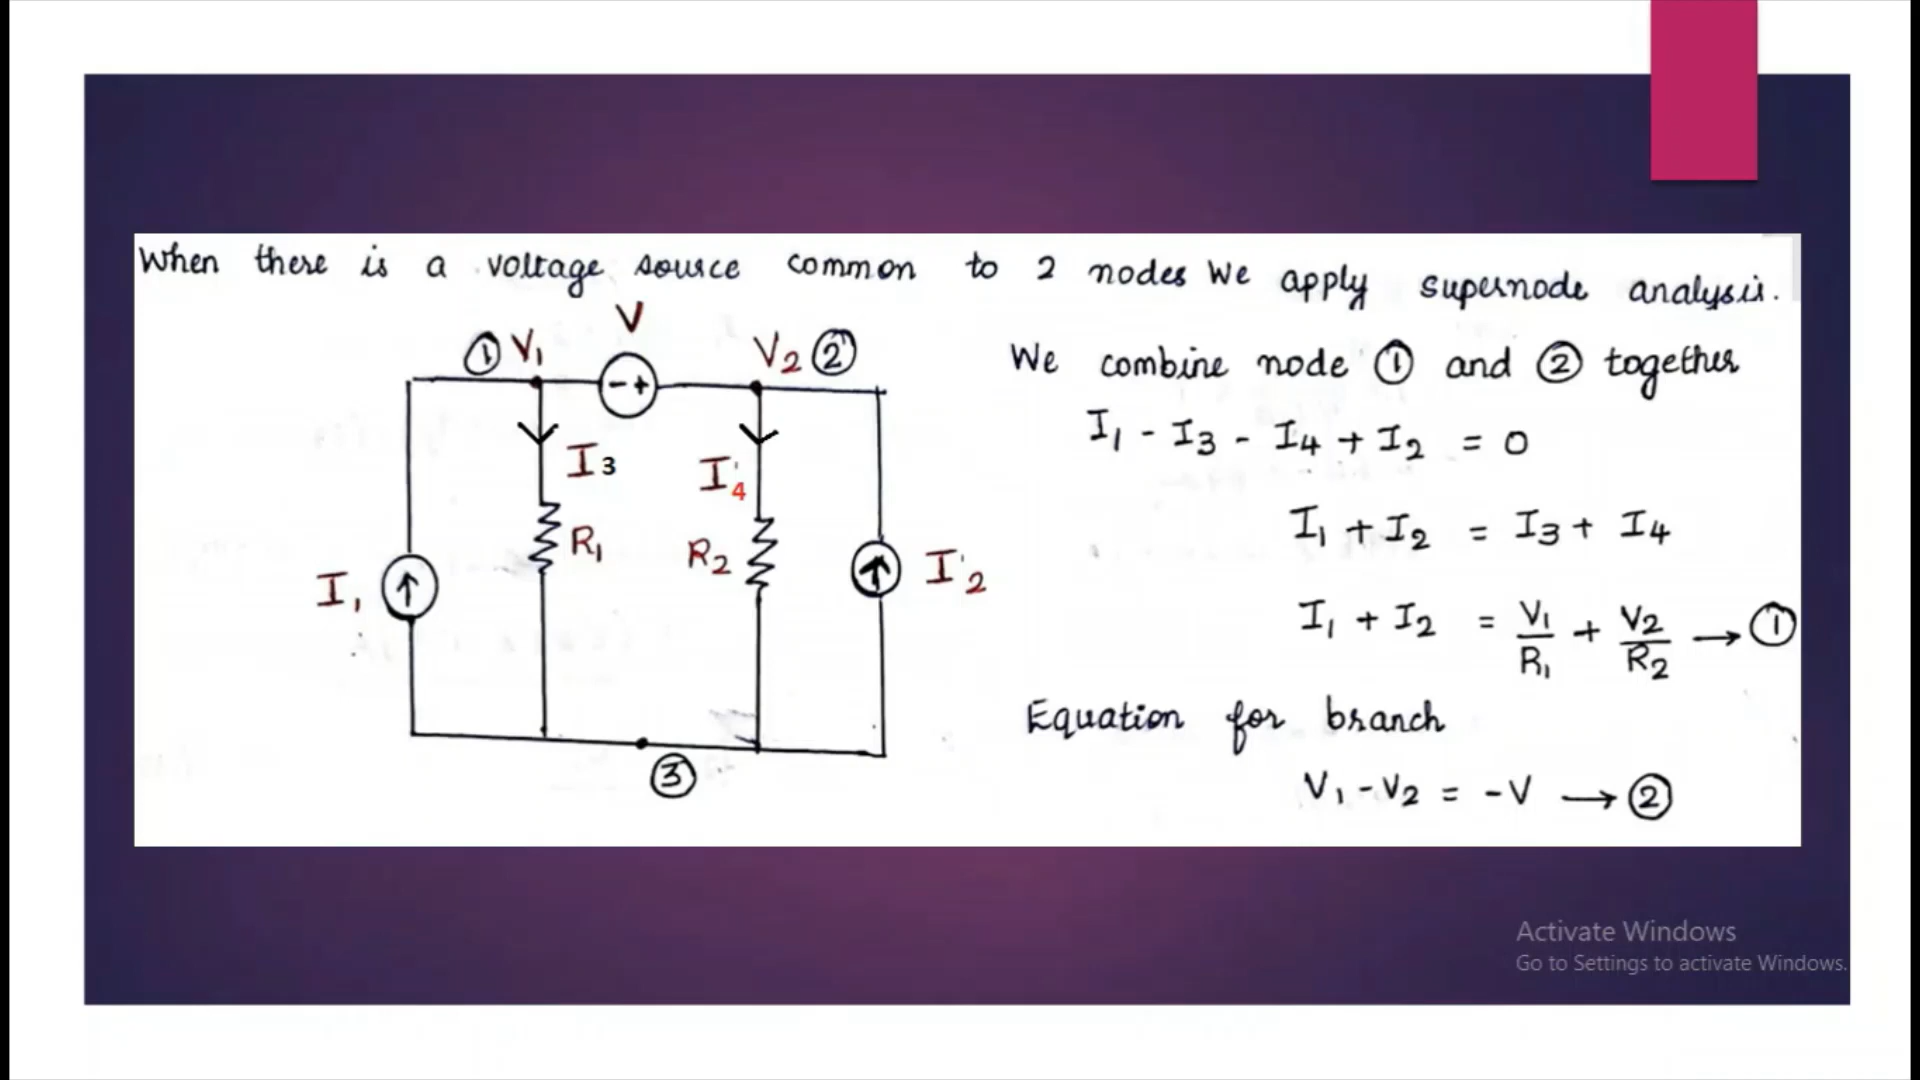 When there is a voltage source common to 2 nodes We apply supernode analysis.
V
① V₁
V₂ ②
- +
I₃
I₄
R₁
R₂
I₁
I₂
③
We combine node ① and ② together
I₁ - I₃ - I₄ + I₂ = 0
I₁ + I₂ = I₃ + I₄
I₁ + I₂ = V₁/R₁ + V₂/R₂ → ①
Equation for branch
V₁ - V₂ = -V → ②
Activate Windows
Go to Settings to activate Windows.